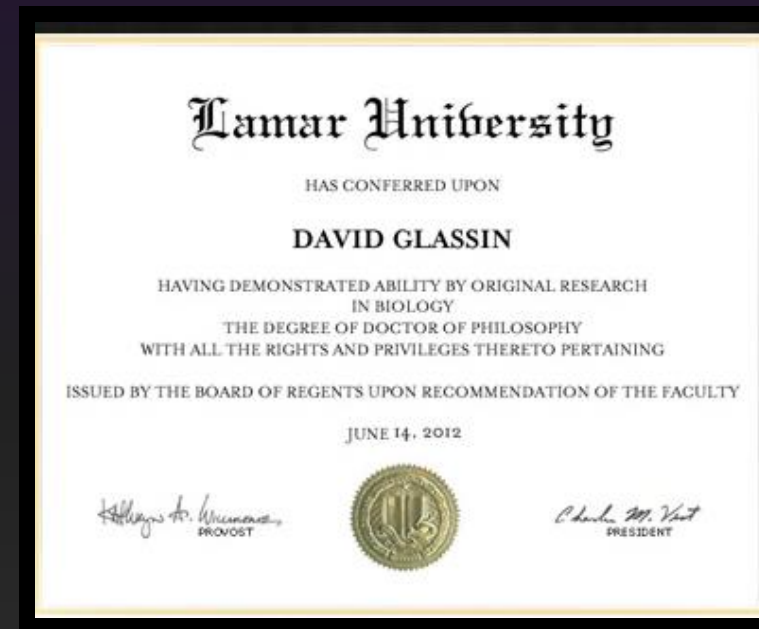 Lamar University
HAS CONFERRED UPON
DAVID GLASSIN
HAVING DEMONSTRATED ABILITY BY ORIGINAL RESEARCH
IN BIOLOGY
THE DEGREE OF DOCTOR OF PHILOSOPHY
WITH ALL THE RIGHTS AND PRIVILEGES THERETO PERTAINING
ISSUED BY THE BOARD OF REGENTS UPON RECOMMENDATION OF THE FACULTY
JUNE 14, 2012
PROVOST
Charles M. Vest
PRESIDENT